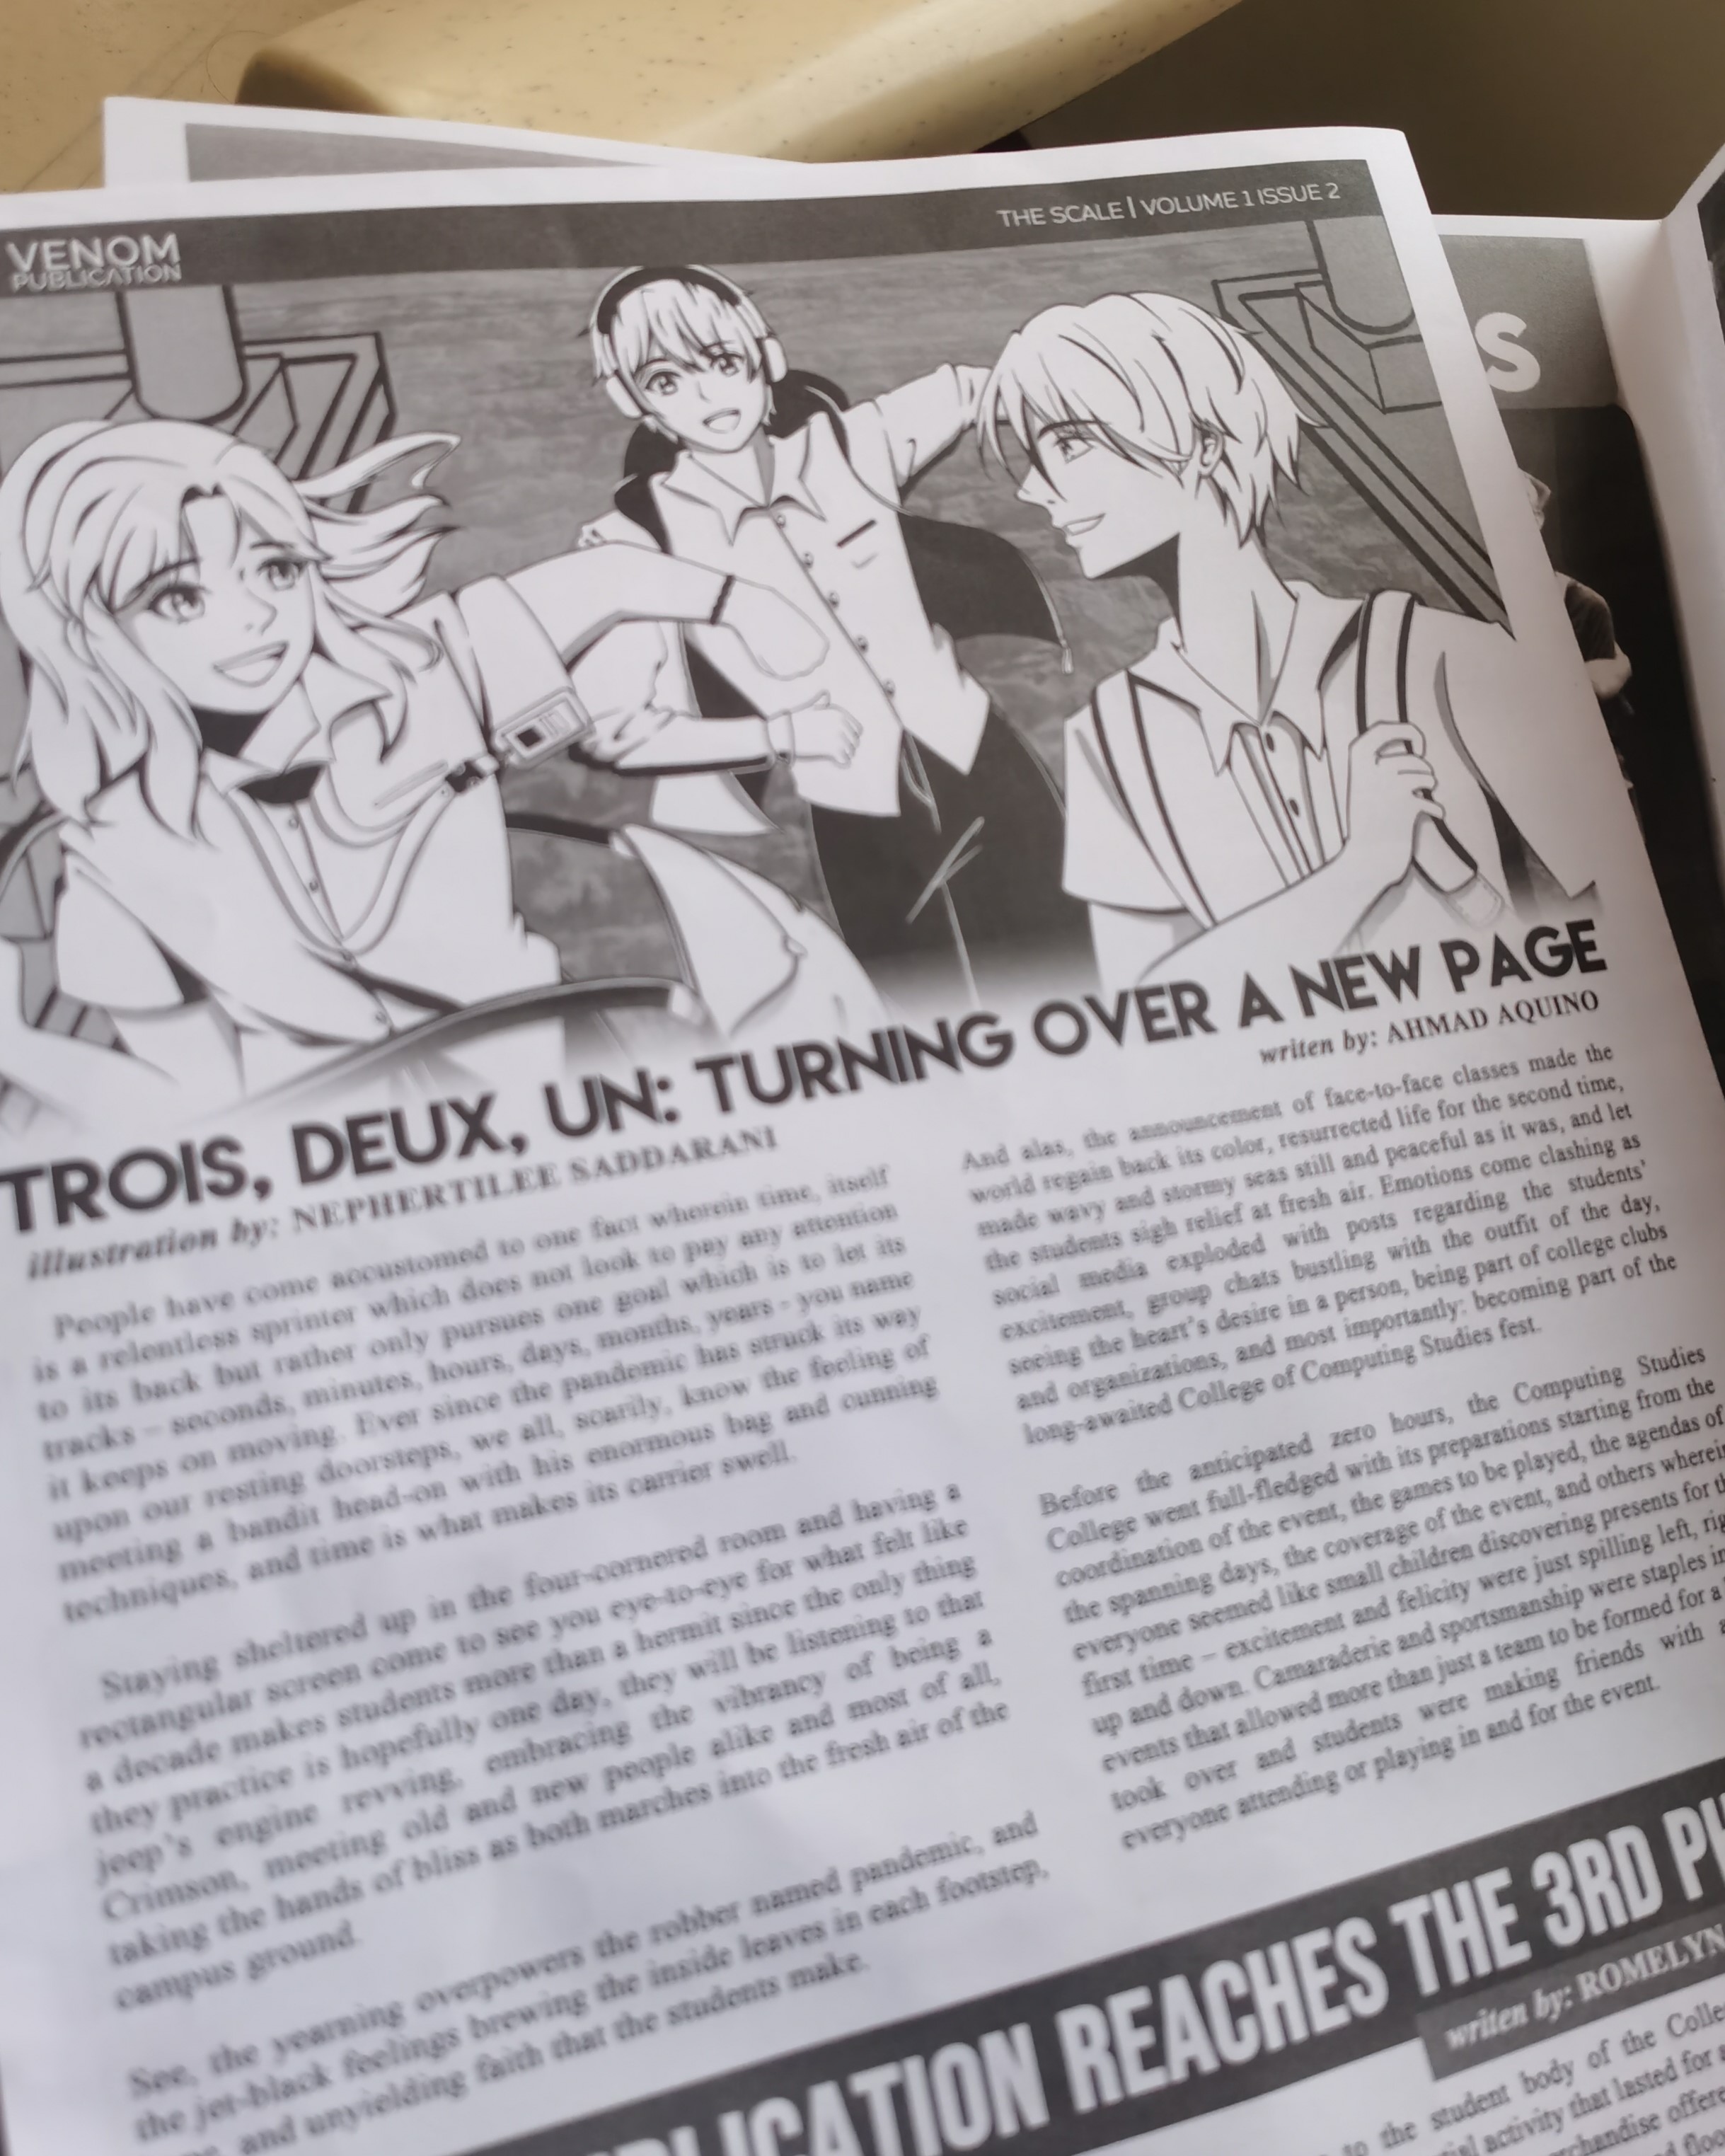 VENOM
PUBLICATION
THE SCALE | VOLUME 1 ISSUE 2
S
TROIS, DEUX, UN: TURNING OVER A NEW PAGE
illustration by: NEPHERTILEE SADDARANI
writen by: AHMAD AQUINO
People have come accustomed to one fact wherein time, itself
is a relentless sprinter which does not look to pay any attention
to its back but rather only pursues one goal which is to let its
tracks – seconds, minutes, hours, days, months, years - you name
it keeps on moving. Ever since the pandemic has struck its way
upon our resting doorsteps, we all, scarily, know the feeling of
meeting a bandit head-on with his enormous bag and cunning
techniques, and time is what makes its carrier swell.
Staying sheltered up in the four-cornered room and having a
rectangular screen come to see you eye-to-eye for what felt like
a decade makes students more than a hermit since the only thing
they practice is hopefully one day, they will be listening to that
jeep's engine revving, embracing the vibrancy of being a
Crimson, meeting old and new people alike and most of all,
taking the hands of bliss as both marches into the fresh air of the
campus ground.
See, the yearning overpowers the robber named pandemic, and
the jet-black feelings brewing the inside leaves in each footstep,
and unyielding faith that the students make.
And alas, the announcement of face-to-face classes made the
world regain back its color, resurrected life for the second time,
made wavy and stormy seas still and peaceful as it was, and let
the students sigh relief at fresh air. Emotions come clashing as
social media exploded with posts regarding the students'
excitement, group chats bustling with the outfit of the day,
seeing the heart's desire in a person, being part of college clubs
and organizations, and most importantly: becoming part of the
long-awaited College of Computing Studies fest.
Before the anticipated zero hours, the Computing Studies
College went full-fledged with its preparations starting from the
coordination of the event, the games to be played, the agendas of
the spanning days, the coverage of the event, and others wherein
everyone seemed like small children discovering presents for
first time – excitement and felicity were just spilling left,
up and down. Camaraderie and sportsmanship were staples in
events that allowed more than just a team to be formed for a
took over and students were making friends with
everyone attending or playing in and for the event.
REACHES THE 3RD
writen by: ROMELYN
to the student body of the
activity that lasted for